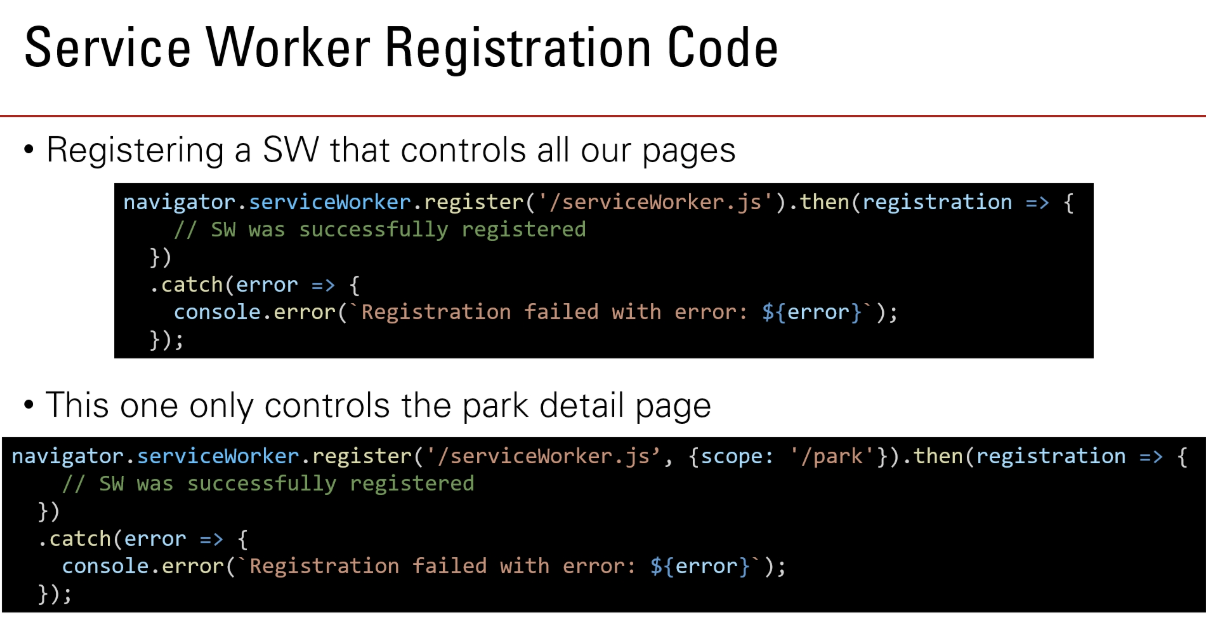 Service Worker Registration Code
• Registering a SW that controls all our pages
navigator.serviceWorker.register('/serviceWorker.js').then(registration => {
// SW was successfully registered
})
.catch(error => {
console.error(`Registration failed with error: ${error}`);
});
• This one only controls the park detail page
navigator.serviceWorker.register('/serviceWorker.js’, {scope: '/park'}).then(registration => {
// SW was successfully registered
})
.catch(error => {
console.error(`Registration failed with error: ${error}`);
});